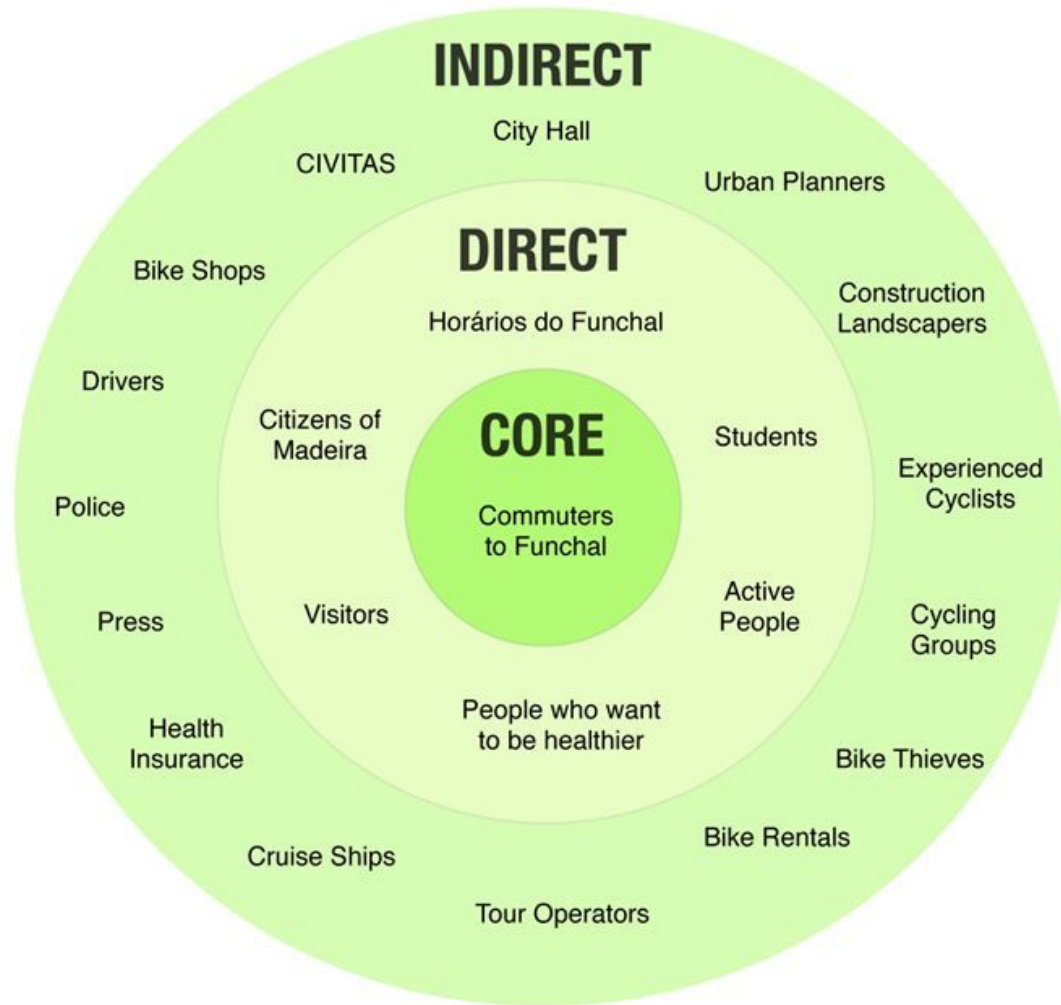 INDIRECT
City Hall
CIVITAS
Urban Planners
Bike Shops
Construction
Landscapers
Drivers
Experienced
Cyclists
Police
Press
Cycling
Groups
Health
Insurance
Bike Thieves
Cruise Ships
Bike Rentals
Tour Operators
DIRECT
Horários do Funchal
Citizens of
Madeira
Students
Visitors
Active
People
People who want
to be healthier
CORE
Commuters
to Funchal